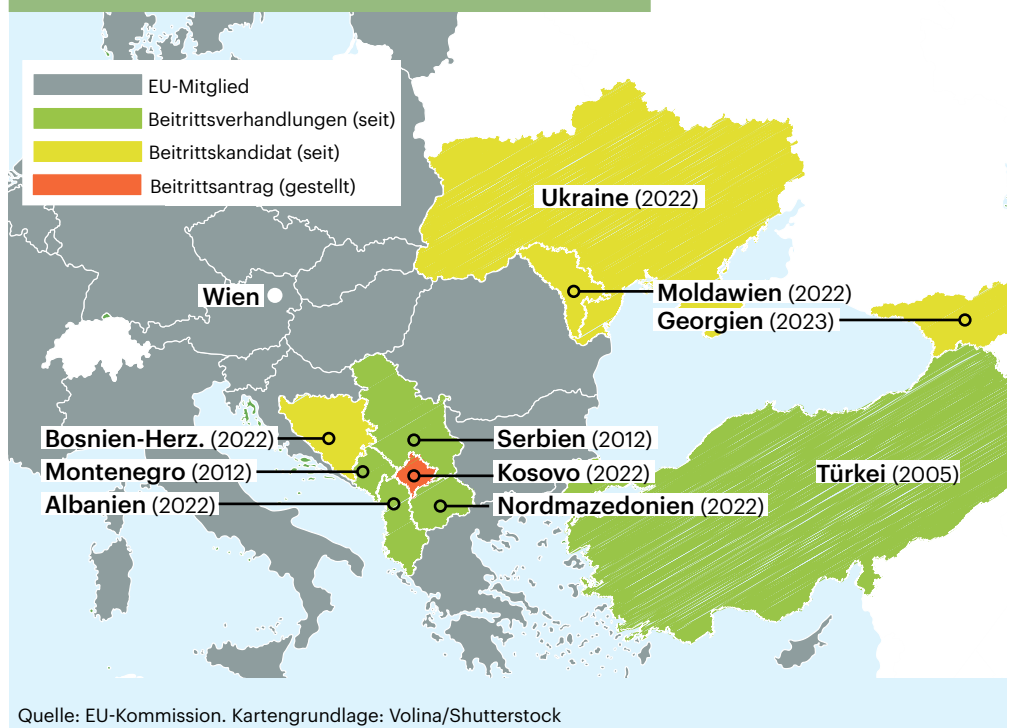 EU-Mitglied
Beitrittsverhandlungen (seit)
Beitrittskandidat (seit)
Beitrittsantrag (gestellt)
Ukraine (2022)
Wien
Moldawien (2022)
Georgien (2023)
Bosnien-Herz. (2022)
Serbien (2012)
Montenegro (2012)
Kosovo (2022)
Türkei (2005)
Albanien (2022)
Nordmazedonien (2022)
Quelle: EU-Kommission. Kartengrundlage: Volina/Shutterstock